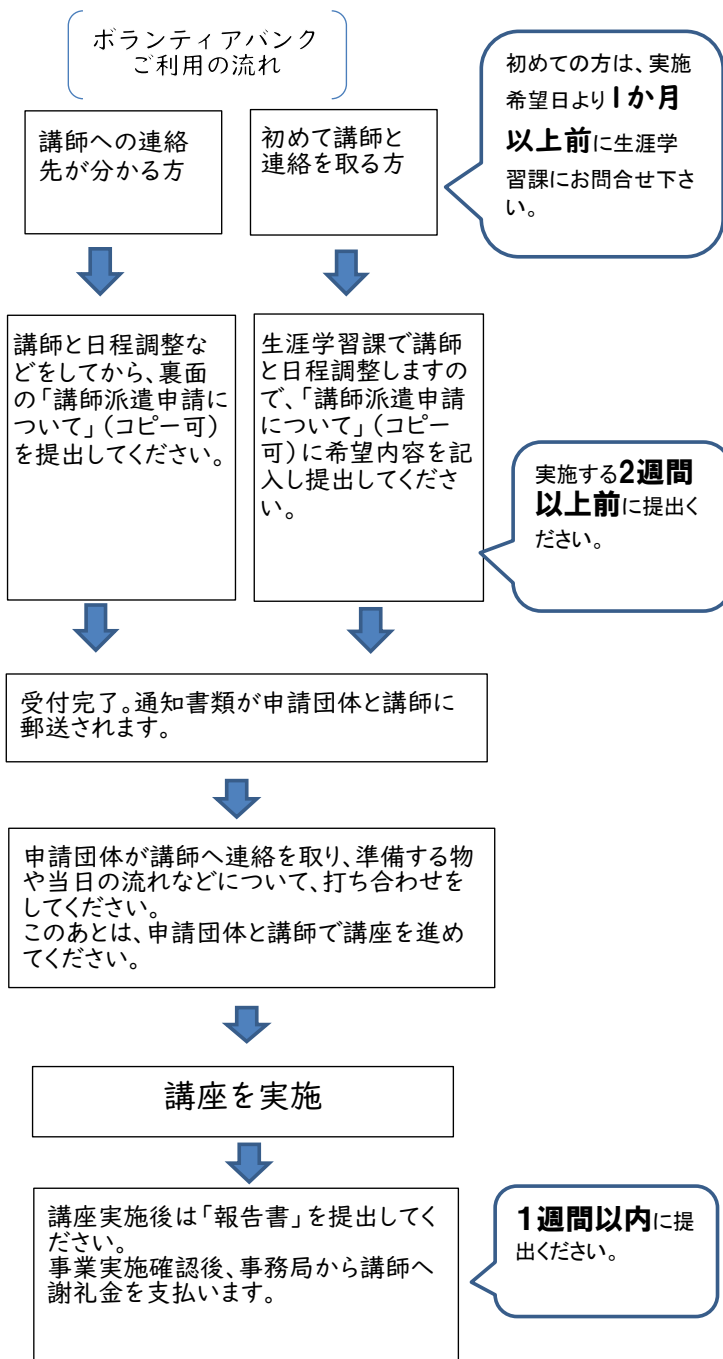 ボランティアバンク
ご利用の流れ
講師への連絡
先が分かる方
初めて講師と
連絡を取る方
初めての方は、実施
希望日より1か月
以上前に生涯学
習課にお問合せ下さ
い。
講師と日程調整な
どをしてから、裏面
の「講師派遣申請に
ついて」(コピー可)
を提出してください。
生涯学習課で講師
と日程調整しますの
で、「講師派遣申請
について」(コピー
可)に希望内容を記
入し提出してくださ
い。
実施する2週間
以上前に提出く
ださい。
受付完了。通知書類が申請団体と講師に
郵送されます。
申請団体が講師へ連絡を取り、準備する物
や当日の流れなどについて、打ち合わせを
してください。
このあとは、申請団体と講師で講座を進め
てください。
講座を実施
講座実施後は「報告書」を提出してく
ださい。
事業実施確認後、事務局から講師へ
謝礼金を支払います。
1週間以内に提
出ください。